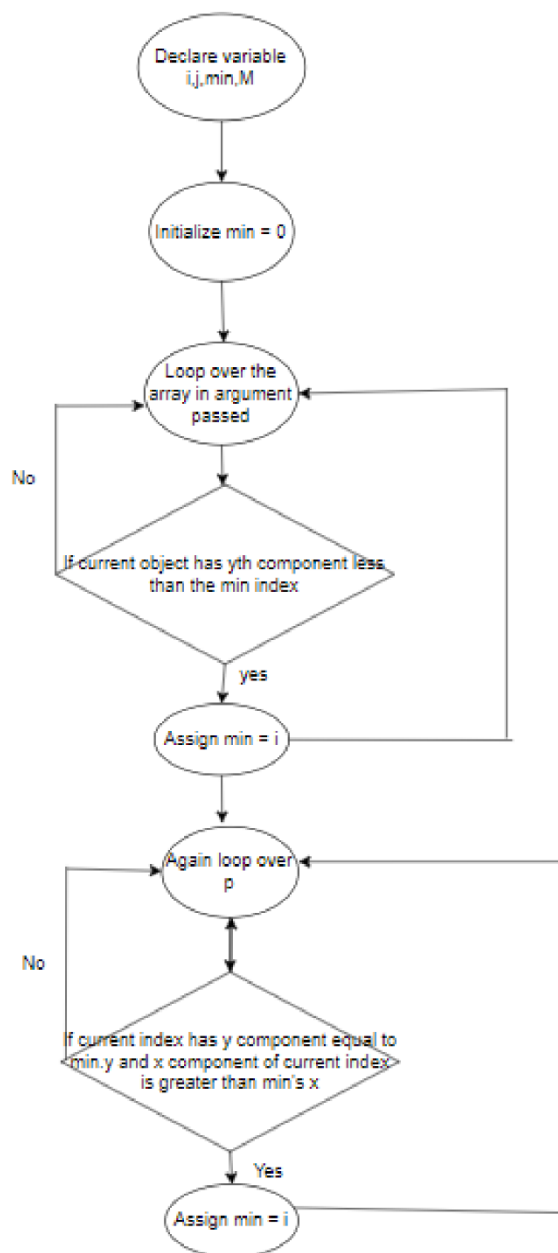 Declare variable
i,j,min,M
Initialize min = 0
Loop over the
array in argument
passed
No
If current object has yth component less
than the min index
yes
Assign min = i
Again loop over
p
No
If current index has y component equal to
min.y and x component of current index
is greater than min's x
Yes
Assign min = i